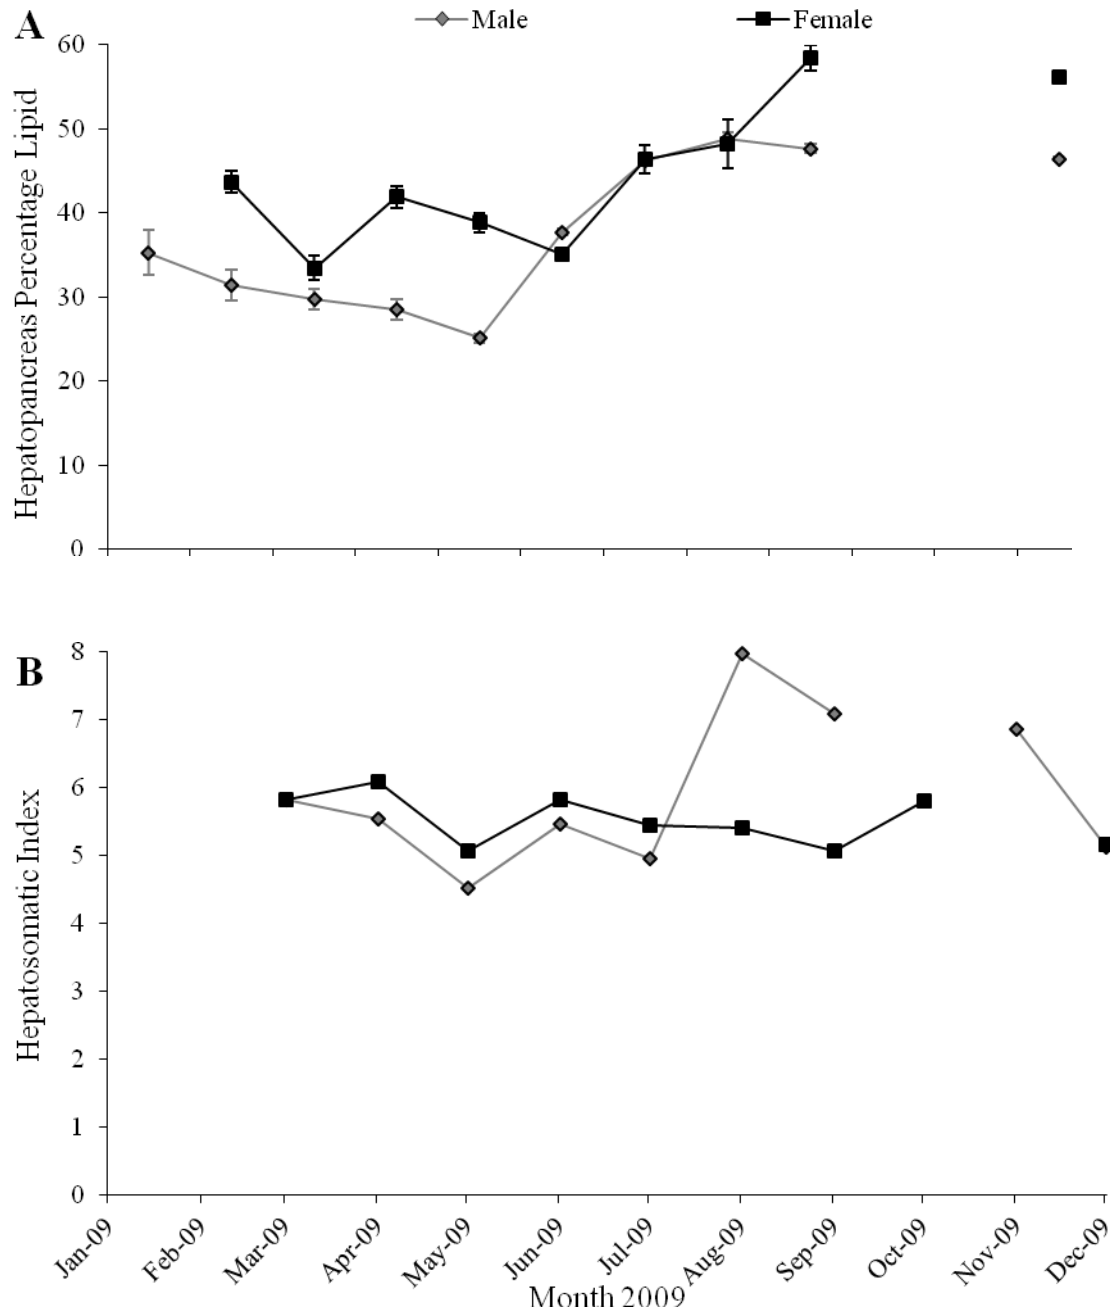 A
Male
Female
Hepatopancreas Percentage Lipid
60
50
40
30
20
10
0
B
Hepatosomatic Index
8
7
6
5
4
3
2
1
0
Jan-09
Feb-09
Mar-09
Apr-09
May-09
Jun-09
Jul-09
Aug-09
Sep-09
Oct-09
Nov-09
Dec-09
Month 2009